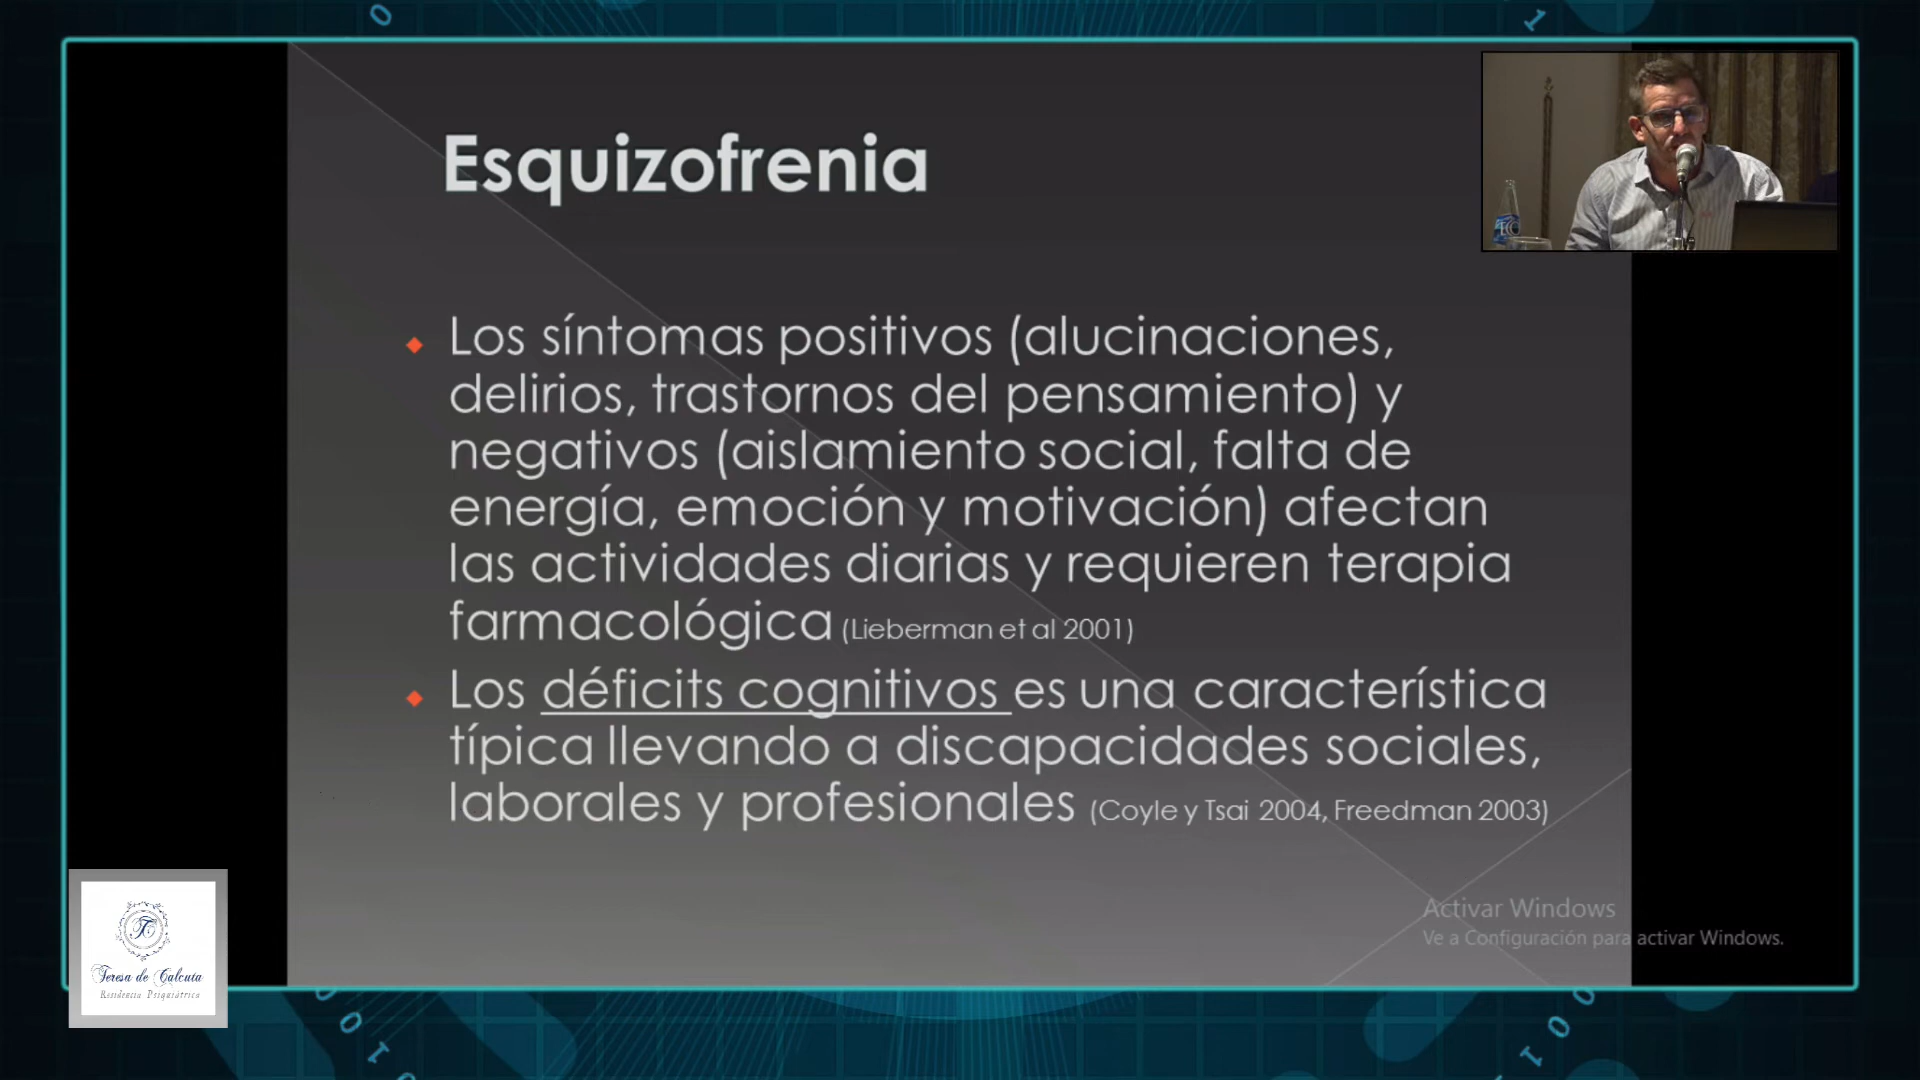 Esquizofrenia
Los síntomas positivos (alucinaciones,
delirios, trastornos del pensamiento) y
negativos (aislamiento social, falta de
energía, emoción y motivación) afectan
las actividades diarias y requieren terapia
farmacológica (Lieberman et al 2001)
Los déficits cognitivos es una característica
típica llevando a discapacidades sociales,
laborales y profesionales (Coyle y Tsai 2004, Freedman 2003)
Activar Windows
Ve a Configuración para activar Windows.
Teresa de Calcuta
Residencia Psiquiátrica